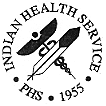 INDIAN HEALTH SERVICE
PHS • 1955